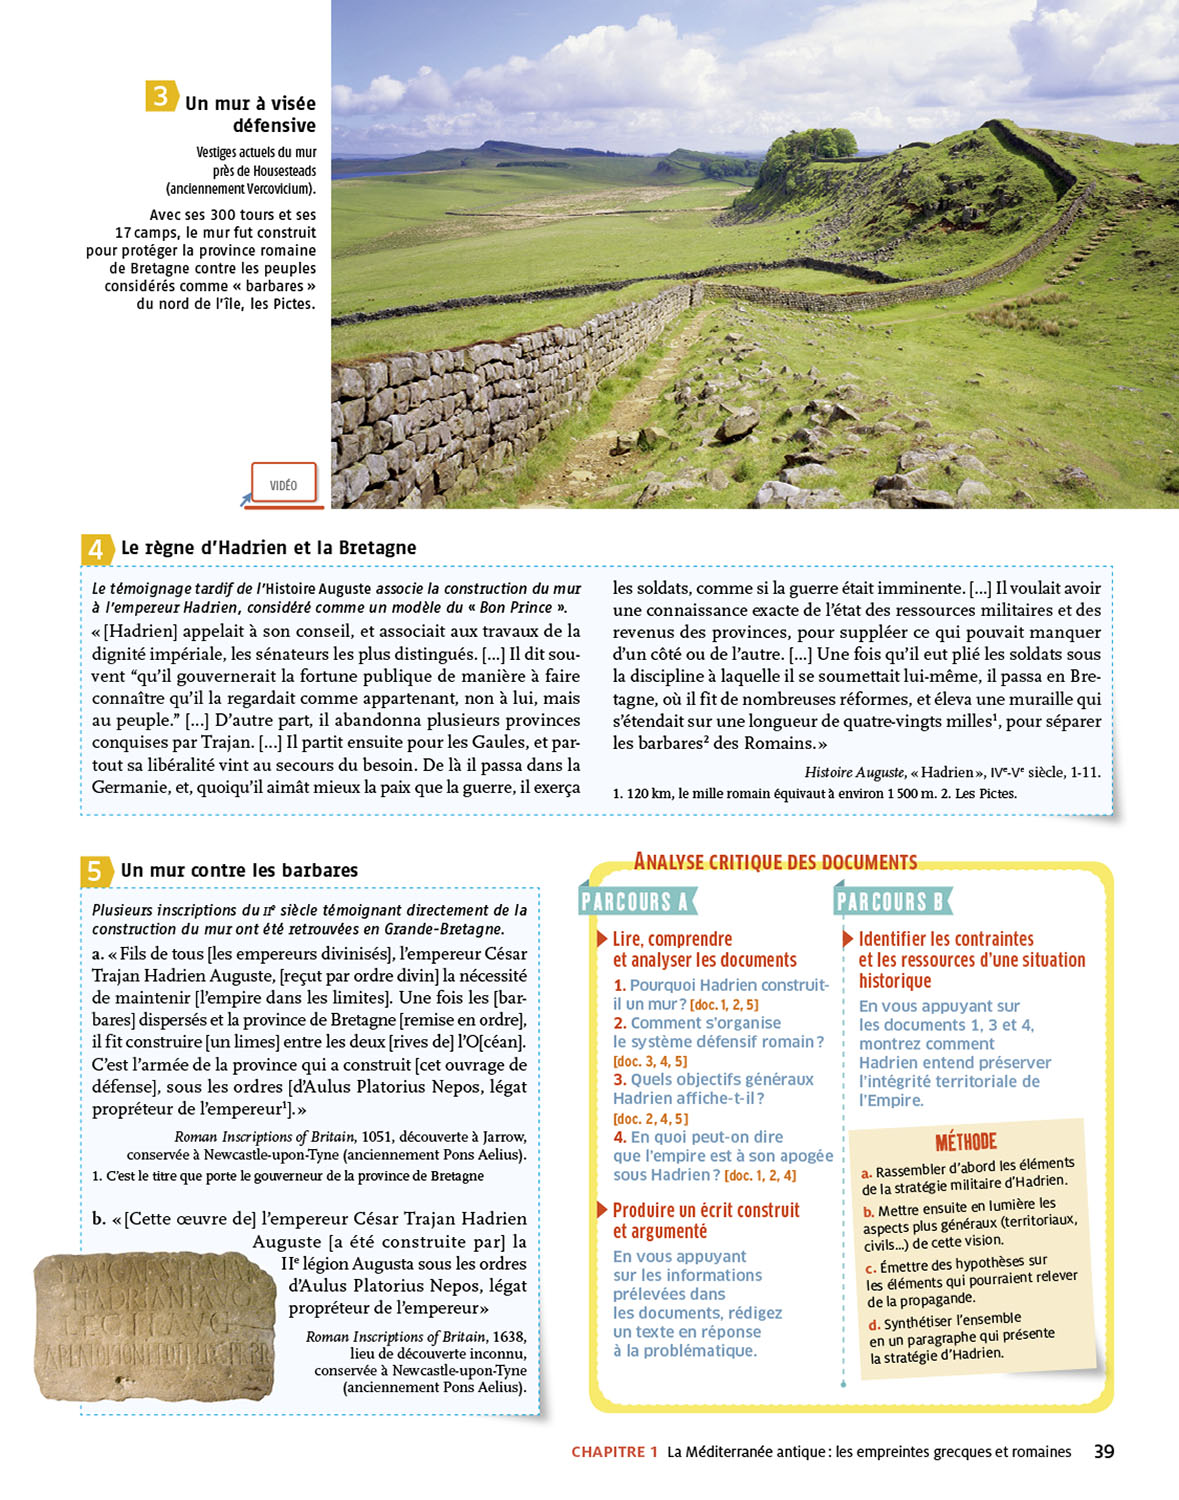 3 Un mur à visée
défensive
Vestiges actuels du mur
près de Housesteads
(anciennement Vercovicium).
Avec ses 300 tours et ses
17 camps, le mur fut construit
pour protéger la province romaine
de Bretagne contre les peuples
considérés comme « barbares »
du nord de l'île, les Pictes.
VIDÉO
4 Le règne d'Hadrien et la Bretagne
Le témoignage tardif de l'Histoire Auguste associe la construction du mur
à l'empereur Hadrien, considéré comme un modèle du « Bon Prince ».
« [Hadrien] appelait à son conseil, et associait aux travaux de la
dignité impériale, les sénateurs les plus distingués. [...] Il dit sou-
vent “qu'il gouvernerait la fortune publique de manière à faire
connaître qu'il la regardait comme appartenant, non à lui, mais
au peuple.” [...] D'autre part, il abandonna plusieurs provinces
conquises par Trajan. [...] Il partit ensuite pour les Gaules, et par-
tout sa libéralité vint au secours du besoin. De là il passa dans la
Germanie, et, quoiqu'il aimât mieux la paix que la guerre, il exerça
les soldats, comme si la guerre était imminente. [...] Il voulait avoir
une connaissance exacte de l'état des ressources militaires et des
revenus des provinces, pour suppléer ce qui pouvait manquer
d'un côté ou de l'autre. [...] Une fois qu'il eut plié les soldats sous
la discipline à laquelle il se soumettait lui-même, il passa en Bre-
tagne, où il fit de nombreuses réformes, et éleva une muraille qui
s'étendait sur une longueur de quatre-vingts milles¹, pour séparer
les barbares² des Romains.»
Histoire Auguste, « Hadrien », IVe-Ve siècle, 1-11.
1. 120 km, le mille romain équivaut à environ 1 500 m. 2. Les Pictes.
5 Un mur contre les barbares
Plusieurs inscriptions du IIe siècle témoignant directement de la
construction du mur ont été retrouvées en Grande-Bretagne.
a. « Fils de tous [les empereurs divinisés], l'empereur César
Trajan Hadrien Auguste, [reçut par ordre divin] la nécessité
de maintenir [l'empire dans les limites]. Une fois les [bar-
bares] dispersés et la province de Bretagne [remise en ordre],
il fit construire [un limes] entre les deux [rives de] l'O[céan].
C'est l'armée de la province qui a construit [cet ouvrage de
défense], sous les ordres [d'Aulus Platorius Nepos, légat
propréteur de l'empereur¹].»
Roman Inscriptions of Britain, 1051, découverte à Jarrow,
conservée à Newcastle-upon-Tyne (anciennement Pons Aelius).
1. C'est le titre que porte le gouverneur de la province de Bretagne
b. « [Cette œuvre de] l'empereur César Trajan Hadrien
Auguste [a été construite par] la
IIe légion Augusta sous les ordres
d'Aulus Platorius Nepos, légat
propréteur de l'empereur»
Roman Inscriptions of Britain, 1638,
lieu de découverte inconnu,
conservée à Newcastle-upon-Tyne
(anciennement Pons Aelius).
HADRIANI
LEG II AVG
ANALYSE CRITIQUE DES DOCUMENTS
PARCOURS A
Lire, comprendre
et analyser les documents
1. Pourquoi Hadrien construit-
il un mur ? [doc. 1, 2, 5]
2. Comment s'organise
le système défensif romain ?
[doc. 3, 4, 5]
3. Quels objectifs généraux
Hadrien affiche-t-il ?
[doc. 2, 4, 5]
4. En quoi peut-on dire
que l'empire est à son apogée
sous Hadrien ? [doc. 1, 2, 4]
Produire un écrit construit
et argumenté
En vous appuyant
sur les informations
prélevées dans
les documents, rédigez
un texte en réponse
à la problématique.
PARCOURS B
Identifier les contraintes
et les ressources d'une situation
historique
En vous appuyant sur
les documents 1, 3 et 4,
montrez comment
Hadrien entend préserver
l'intégrité territoriale de
l'Empire.
MÉTHODE
a. Rassembler d'abord les éléments
de la stratégie militaire d'Hadrien.
b. Mettre ensuite en lumière les
aspects plus généraux (territoriaux,
civils...) de cette vision.
c. Émettre des hypothèses sur
les éléments qui pourraient relever
de la propagande.
d. Synthétiser l'ensemble
en un paragraphe qui présente
la stratégie d'Hadrien.
CHAPITRE 1 La Méditerranée antique : les empreintes grecques et romaines 39